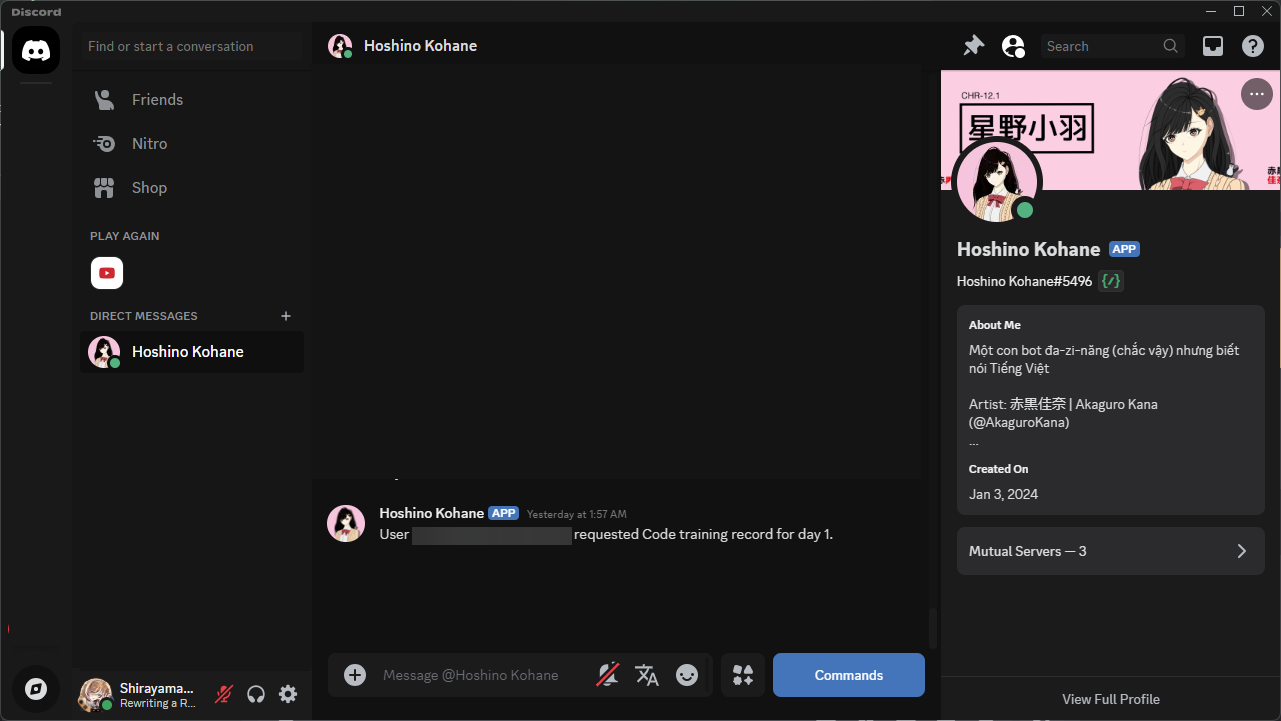 Discord
Find or start a conversation
Friends
Nitro
Shop
PLAY AGAIN
DIRECT MESSAGES
Hoshino Kohane
Shirayama...
Rewriting a R...
Hoshino Kohane
Search
Hoshino Kohane APP Yesterday at 1:57 AM
User requested Code training record for day 1.
Message @Hoshino Kohane
Commands
CHR-12.1
星野小羽
Hoshino Kohane APP
Hoshino Kohane#5496
About Me
Một con bot đa-zi-năng (chắc vậy) nhưng biết
nói Tiếng Việt
Artist: 赤黒佳奈 | Akaguro Kana
(@AkaguroKana)
...
Created On
Jan 3, 2024
Mutual Servers — 3
View Full Profile